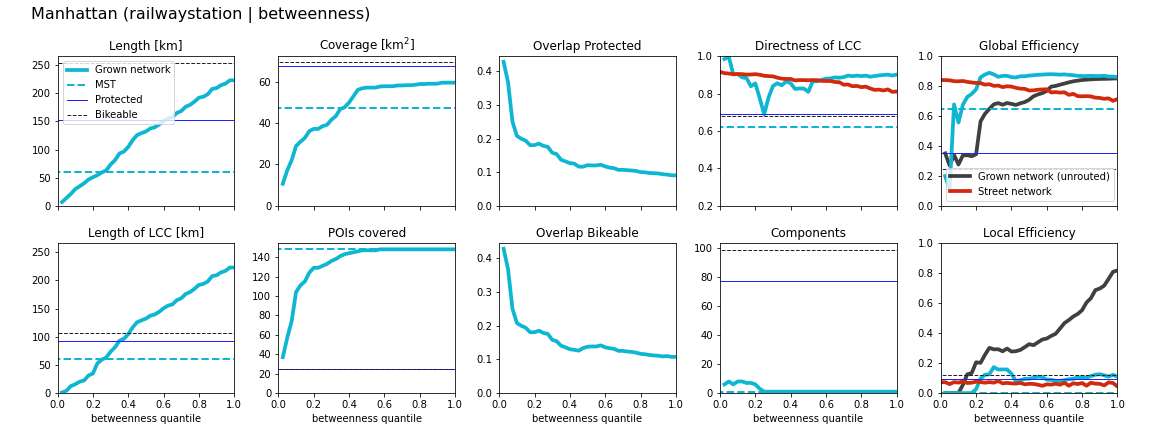 Manhattan (railwaystation | betweenness)
Length [km]
250
200
150
100
50
0
Grown network
MST
Protected
Bikeable
Coverage [km²]
60
40
20
0
Overlap Protected
0.4
0.3
0.2
0.1
0.0
Directness of LCC
1.0
0.8
0.6
0.4
0.2
Global Efficiency
1.0
0.8
0.6
0.4
0.2
0.0
Grown network (unrouted)
Street network
Length of LCC [km]
250
200
150
100
50
0
0.0 0.2 0.4 0.6 0.8 1.0
betweenness quantile
POIs covered
140
120
100
80
60
40
20
0
0.0 0.2 0.4 0.6 0.8 1.0
betweenness quantile
Overlap Bikeable
0.4
0.3
0.2
0.1
0.0
0.0 0.2 0.4 0.6 0.8 1.0
betweenness quantile
Components
100
80
60
40
20
0
0.0 0.2 0.4 0.6 0.8 1.0
betweenness quantile
Local Efficiency
1.0
0.8
0.6
0.4
0.2
0.0
0.0 0.2 0.4 0.6 0.8 1.0
betweenness quantile